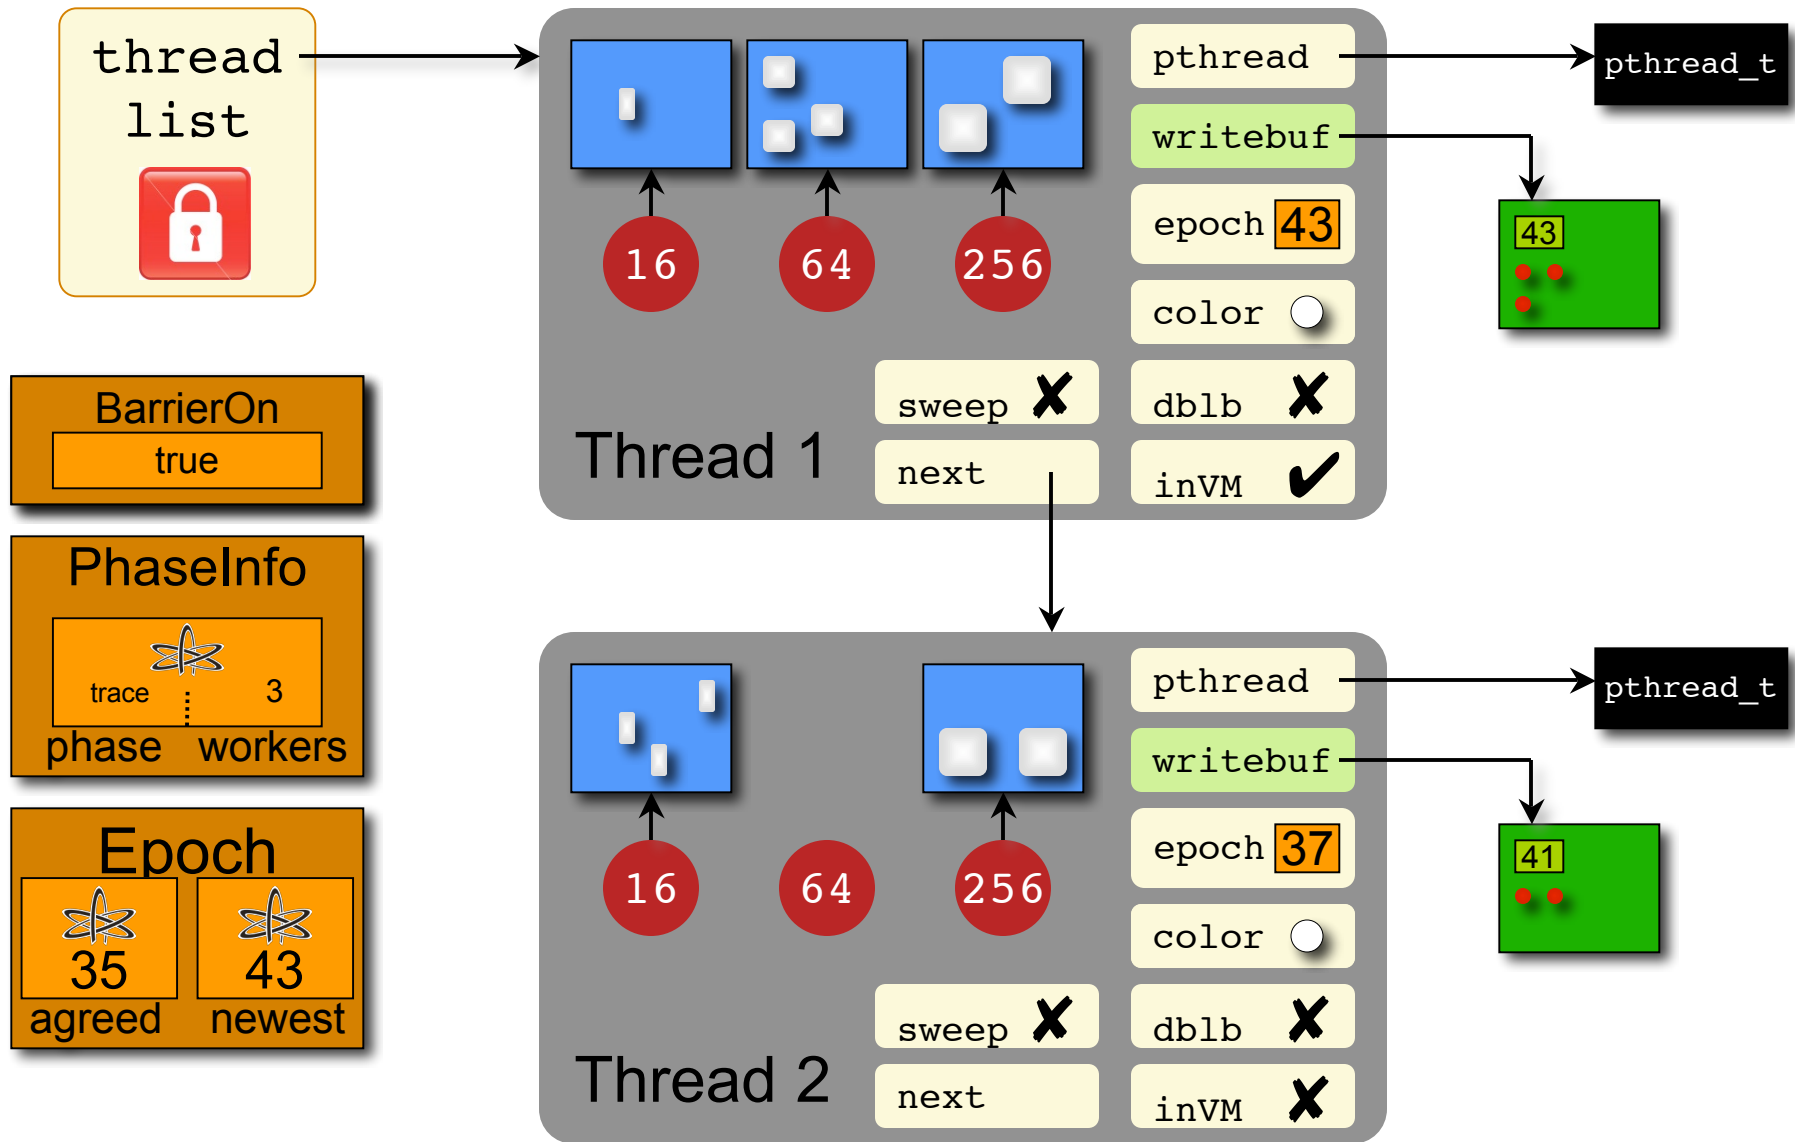 thread
list
BarrierOn
true
PhaseInfo
trace 3
phase workers
Epoch
35 43
agreed newest
16 64 256
pthread
writebuf
epoch 43
color
sweep ✘ dblb ✘
Thread 1
next inVM ✔
pthread_t
43
16 64 256
pthread
writebuf
epoch 37
color
sweep ✘ dblb ✘
Thread 2
next inVM ✘
pthread_t
41